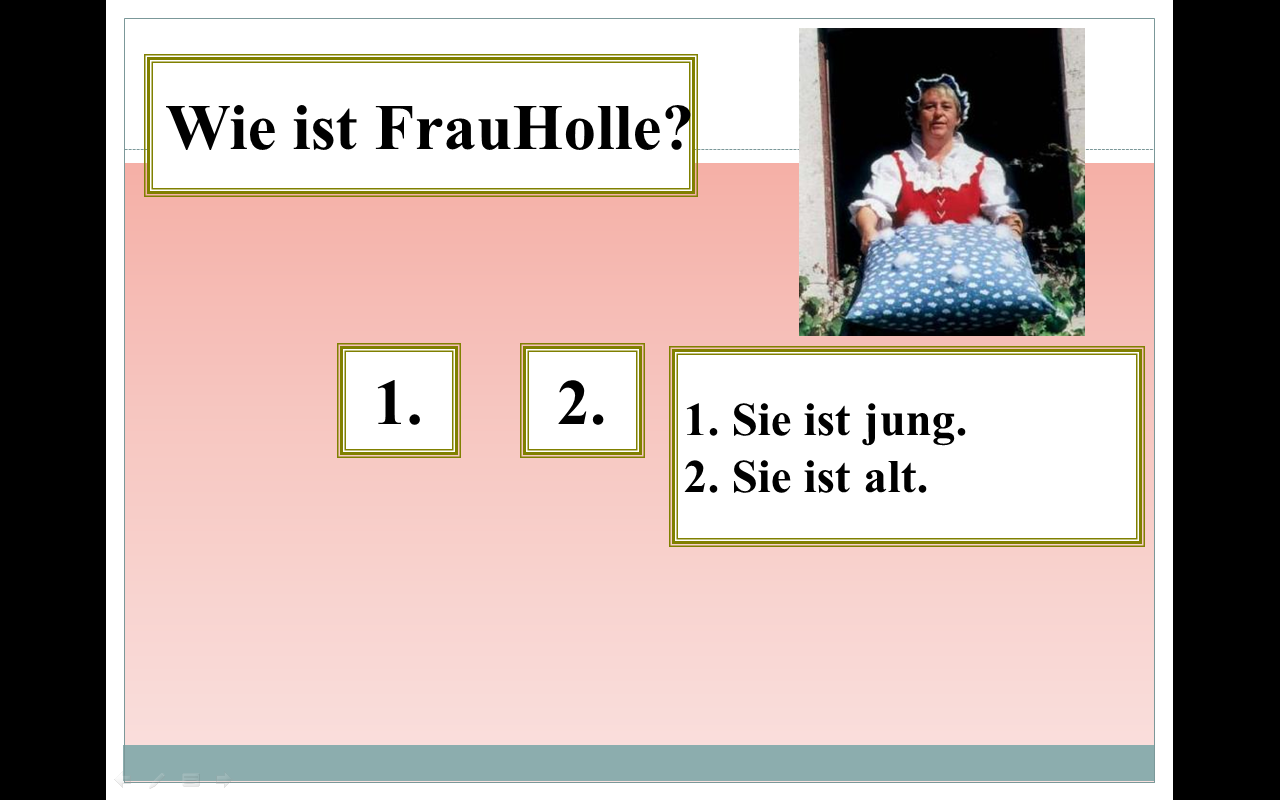 Wie ist FrauHolle?
1.
2.
1. Sie ist jung.
2. Sie ist alt.